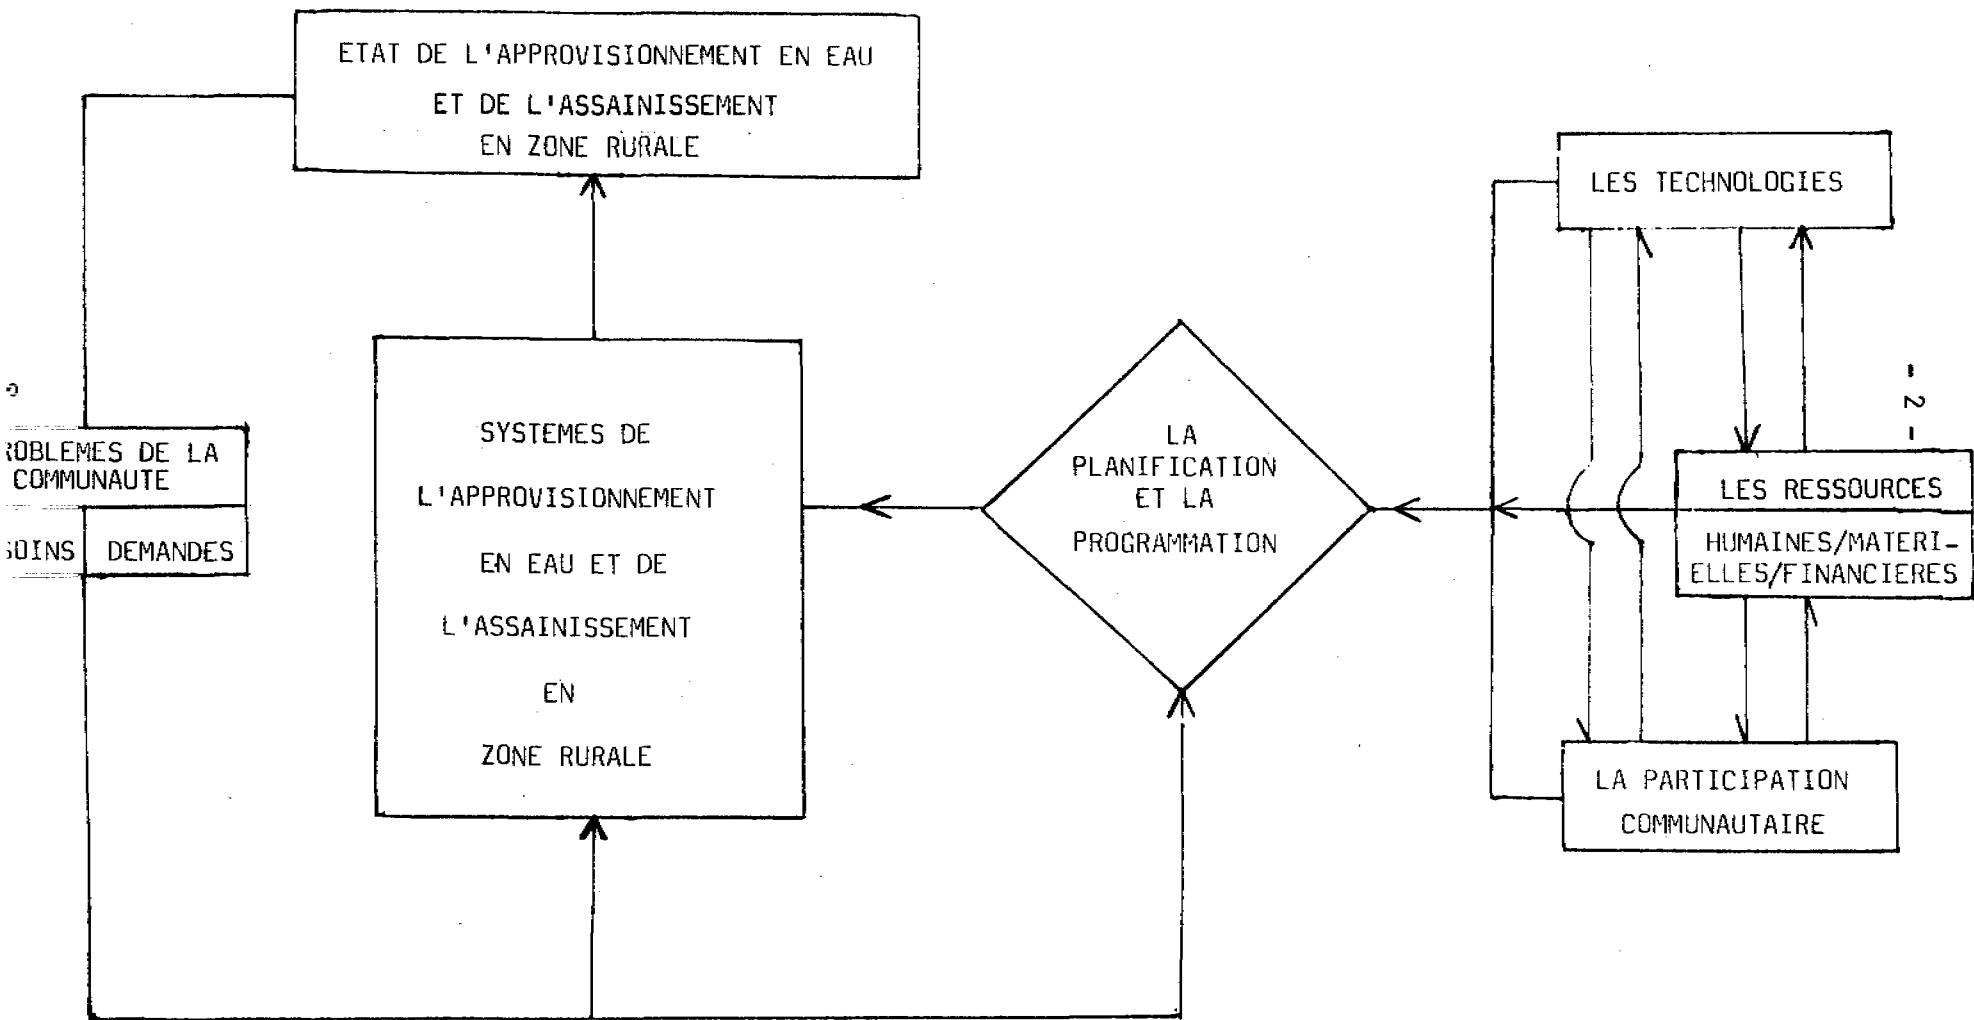 ETAT DE L'APPROVISIONNEMENT EN EAU
ET DE L'ASSAINISSEMENT
EN ZONE RURALE
LES TECHNOLOGIES
- 2 -
DE LA
COMMUNAUTE
DEMANDES
SYSTEMES DE
L'APPROVISIONNEMENT
EN EAU ET DE
L'ASSAINISSEMENT
EN
ZONE RURALE
LA
PLANIFICATION
ET LA
PROGRAMMATION
LES RESSOURCES
HUMAINES/MATERI-
ELLES/FINANCIERES
LA PARTICIPATION
COMMUNAUTAIRE